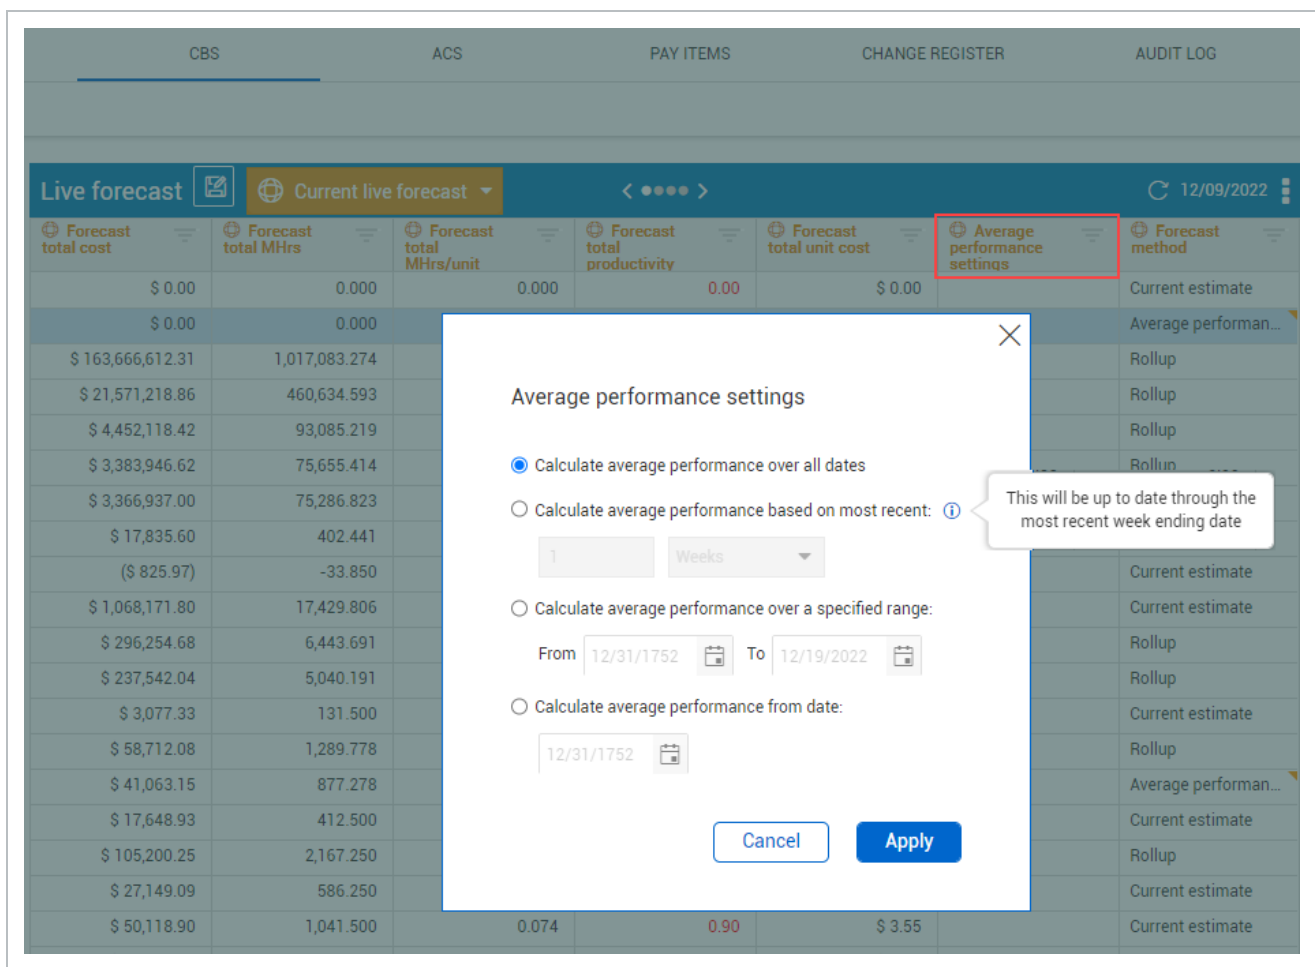 CBS ACS PAY ITEMS CHANGE REGISTER AUDIT LOG
Live forecast Current live forecast 12/09/2022
Forecast total cost
Forecast total MHrs
Forecast total MHrs/unit
Forecast total productivity
Forecast total unit cost
Average performance settings
Forecast method
$ 0.00 0.000 0.000 0.00 $ 0.00 Current estimate
$ 0.00 0.000 Average performan...
$ 163,666,612.31 1,017,083.274 Rollup
$ 21,571,218.86 460,634.593 Rollup
$ 4,452,118.42 93,085.219 Rollup
$ 3,383,946.62 75,655.414 Rollup
$ 3,366,937.00 75,286.823
$ 17,835.60 402.441
($ 825.97) -33.850 Current estimate
$ 1,068,171.80 17,429.806 Current estimate
$ 296,254.68 6,443.691 Rollup
$ 237,542.04 5,040.191 Rollup
$ 3,077.33 131.500 Current estimate
$ 58,712.08 1,289.778 Rollup
$ 41,063.15 877.278 Average performan...
$ 17,648.93 412.500 Current estimate
$ 105,200.25 2,167.250 Rollup
$ 27,149.09 586.250 Current estimate
$ 50,118.90 1,041.500 0.074 0.90 $ 3.55 Current estimate
Average performance settings
Calculate average performance over all dates
Calculate average performance based on most recent:
This will be up to date through the
most recent week ending date
1 Weeks
Calculate average performance over a specified range:
From 12/31/1752 To 12/19/2022
Calculate average performance from date:
12/31/1752
Cancel Apply